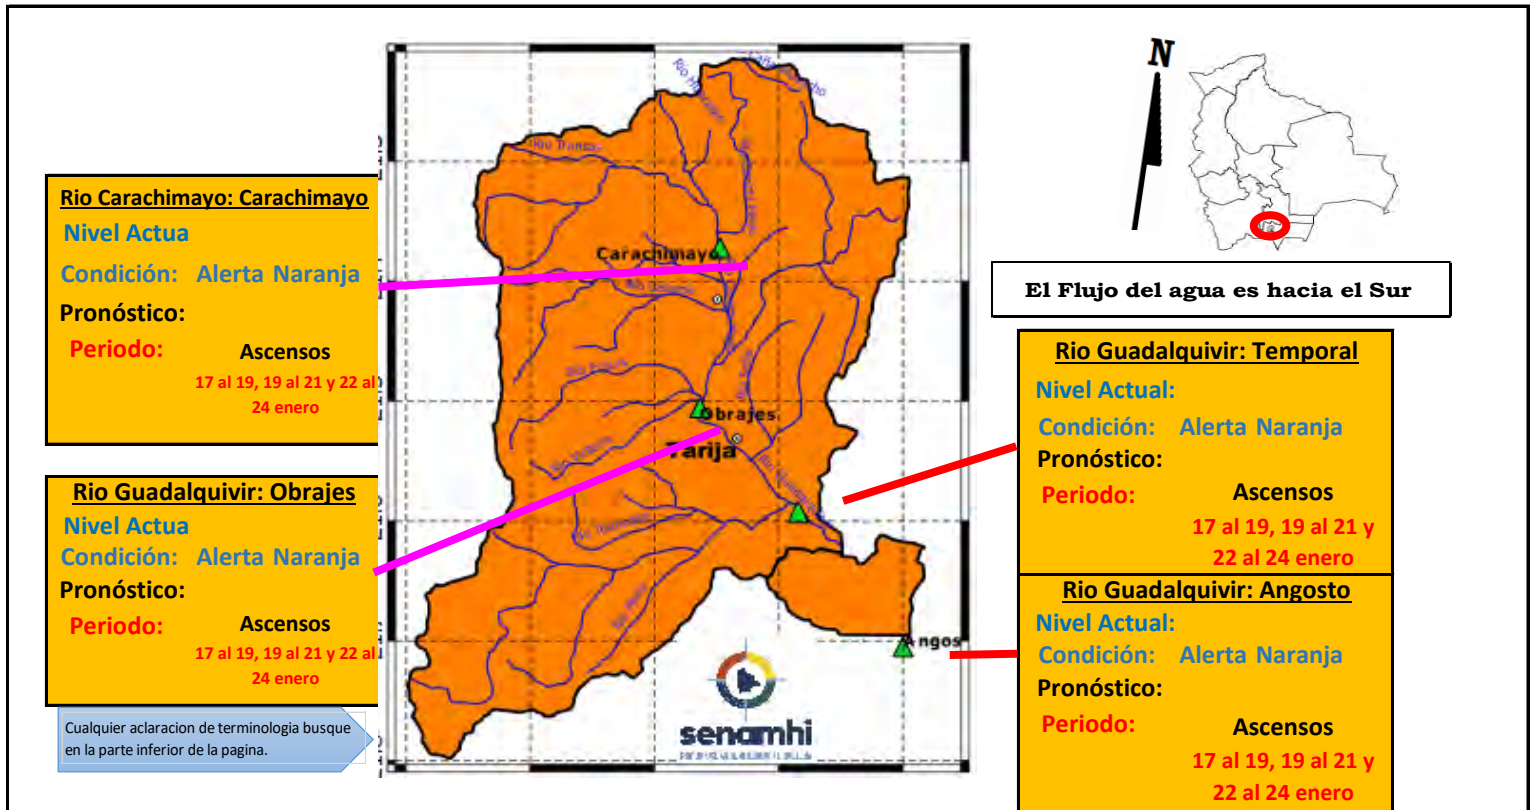 N
El Flujo del agua es hacia el Sur
Rio Carachimayo: Carachimayo
Nivel Actua
Condición: Alerta Naranja
Pronóstico:
Periodo: Ascensos
17 al 19, 19 al 21 y 22 al
24 enero
Rio Guadalquivir: Obrajes
Nivel Actua
Condición: Alerta Naranja
Pronóstico:
Periodo: Ascensos
17 al 19, 19 al 21 y 22 al
24 enero
Cualquier aclaracion de terminologia busque
en la parte inferior de la pagina.
Carachimayo
Obrajes
Tarija
Angos
senamhi
Rio Guadalquivir: Temporal
Nivel Actual:
Condición: Alerta Naranja
Pronóstico:
Periodo: Ascensos
17 al 19, 19 al 21 y
22 al 24 enero
Rio Guadalquivir: Angosto
Nivel Actual:
Condición: Alerta Naranja
Pronóstico:
Periodo: Ascensos
17 al 19, 19 al 21 y
22 al 24 enero